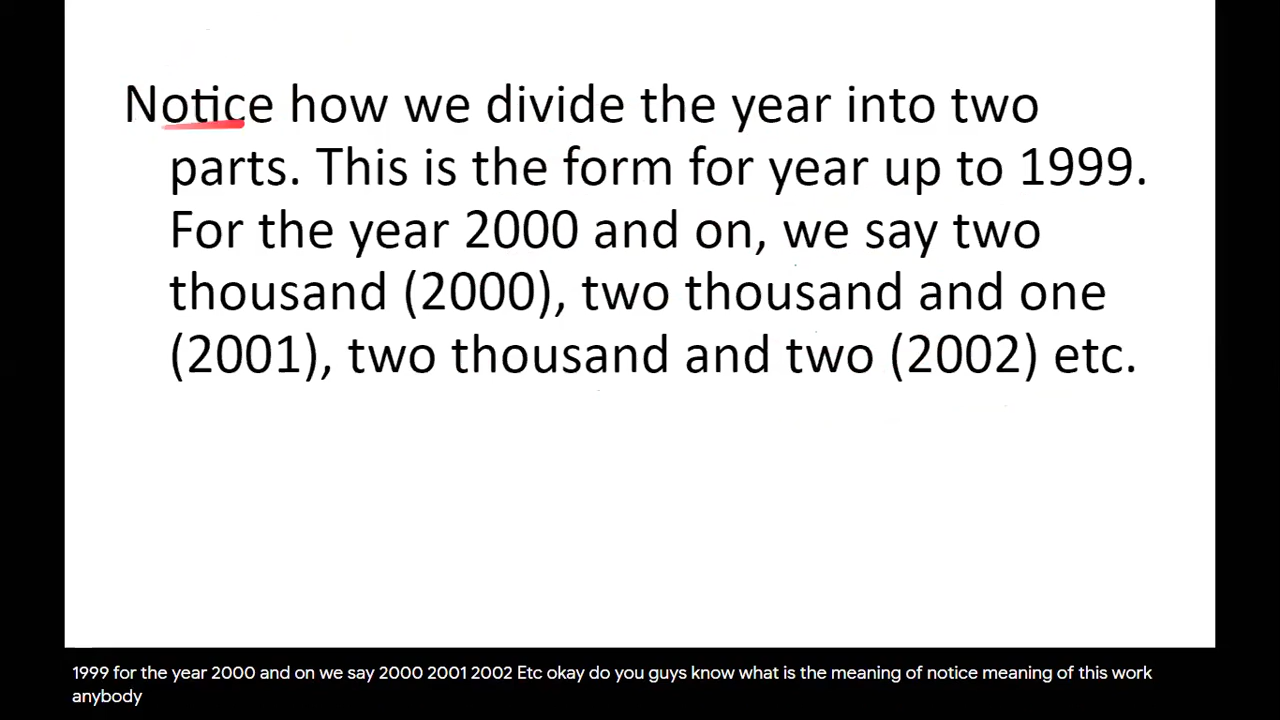 Notice how we divide the year into two
parts. This is the form for year up to 1999.
For the year 2000 and on, we say two
thousand (2000), two thousand and one
(2001), two thousand and two (2002) etc.
1999 for the year 2000 and on we say 2000 2001 2002 Etc okay do you guys know what is the meaning of notice meaning of this work
anybody